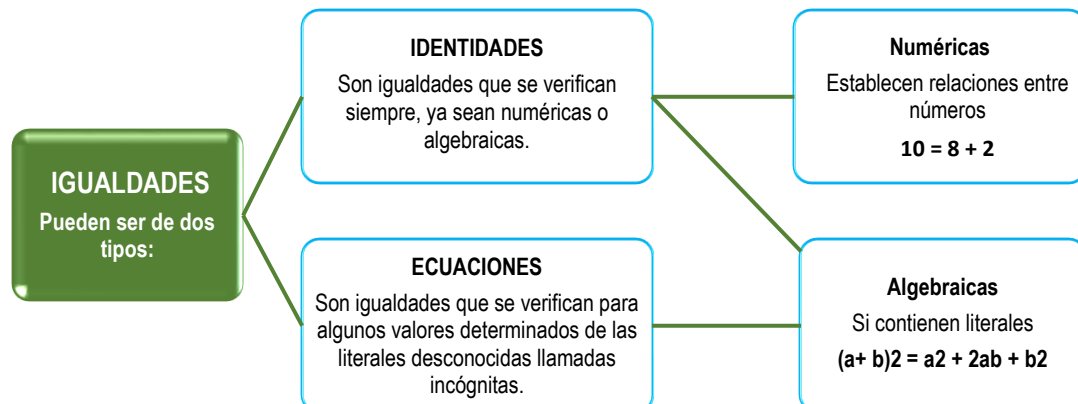 IGUALDADES
Pueden ser de dos
tipos:
IDENTIDADES
Son igualdades que se verifican
siempre, ya sean numéricas o
algebraicas.
ECUACIONES
Son igualdades que se verifican para
algunos valores determinados de las
literales desconocidas llamadas
incógnitas.
Numéricas
Establecen relaciones entre
números
10 = 8 + 2
Algebraicas
Si contienen literales
(a+ b)2 = a2 + 2ab + b2